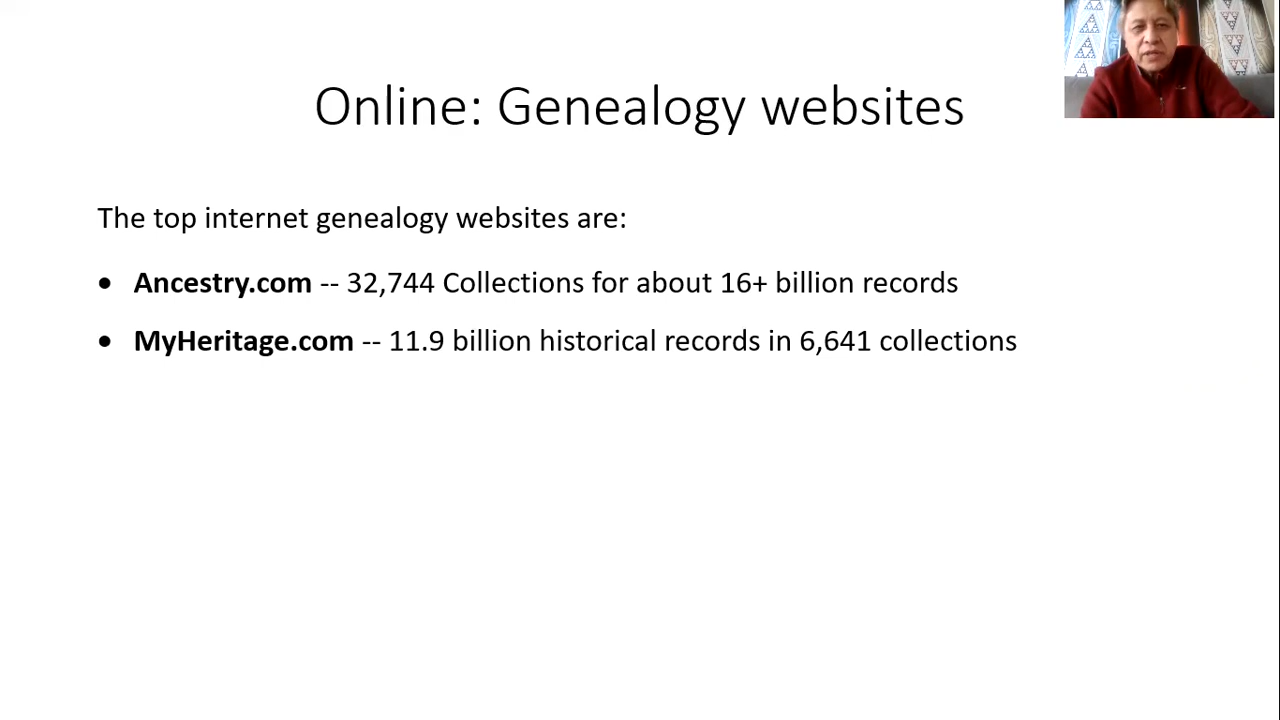 Online: Genealogy websites
The top internet genealogy websites are:
• Ancestry.com -- 32,744 Collections for about 16+ billion records
• MyHeritage.com -- 11.9 billion historical records in 6,641 collections